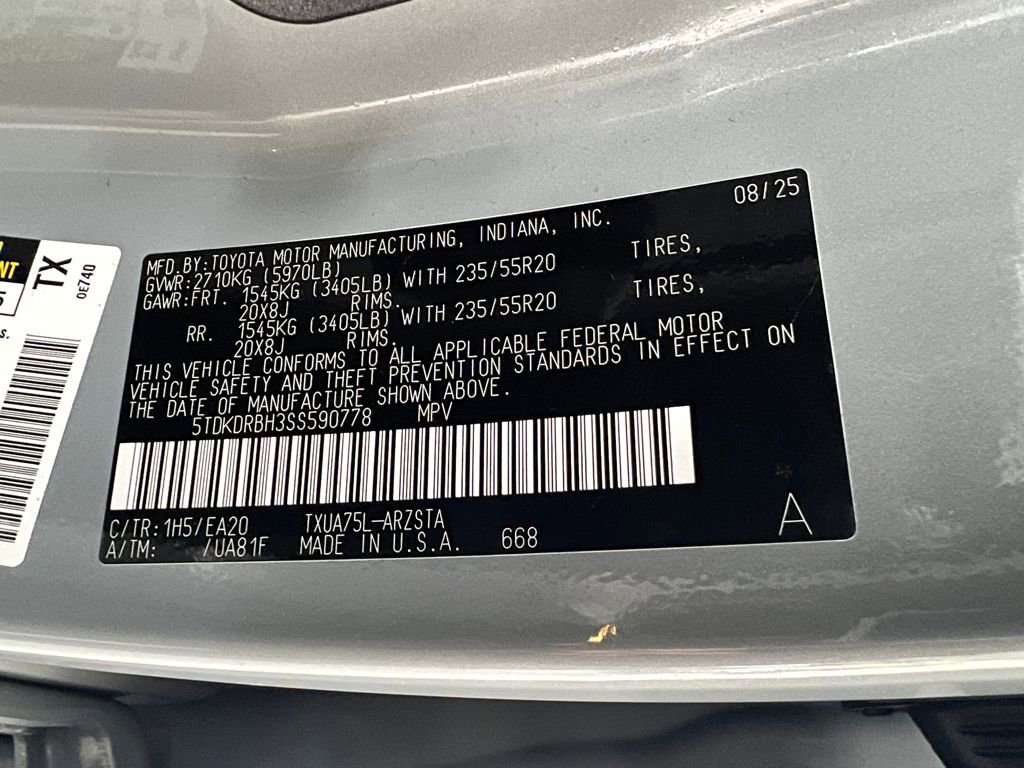 08/25
MFD.BY:TOYOTA MOTOR MANUFACTURING, INDIANA, INC.
GVWR:2710KG (5970LB)
GAWR:FRT. 1545KG (3405LB) WITH 235/55R20 TIRES,
20X8J RIMS.
RR. 1545KG (3405LB) WITH 235/55R20 TIRES,
20X8J RIMS.
THIS VEHICLE CONFORMS TO ALL APPLICABLE FEDERAL MOTOR
VEHICLE SAFETY AND THEFT PREVENTION STANDARDS IN EFFECT ON
THE DATE OF MANUFACTURE SHOWN ABOVE.
5TDKDRBH3SS590778 MPV
C/TR:1H5/EA20 TXUA75L-ARZSTA
A/TM: /UA81F MADE IN U.S.A. 668
A
TX
0E740